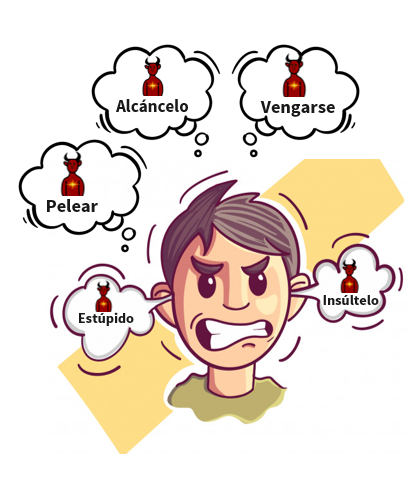 Alcáncelo
Vengarse
Pelear
Estúpido
Insúltelo